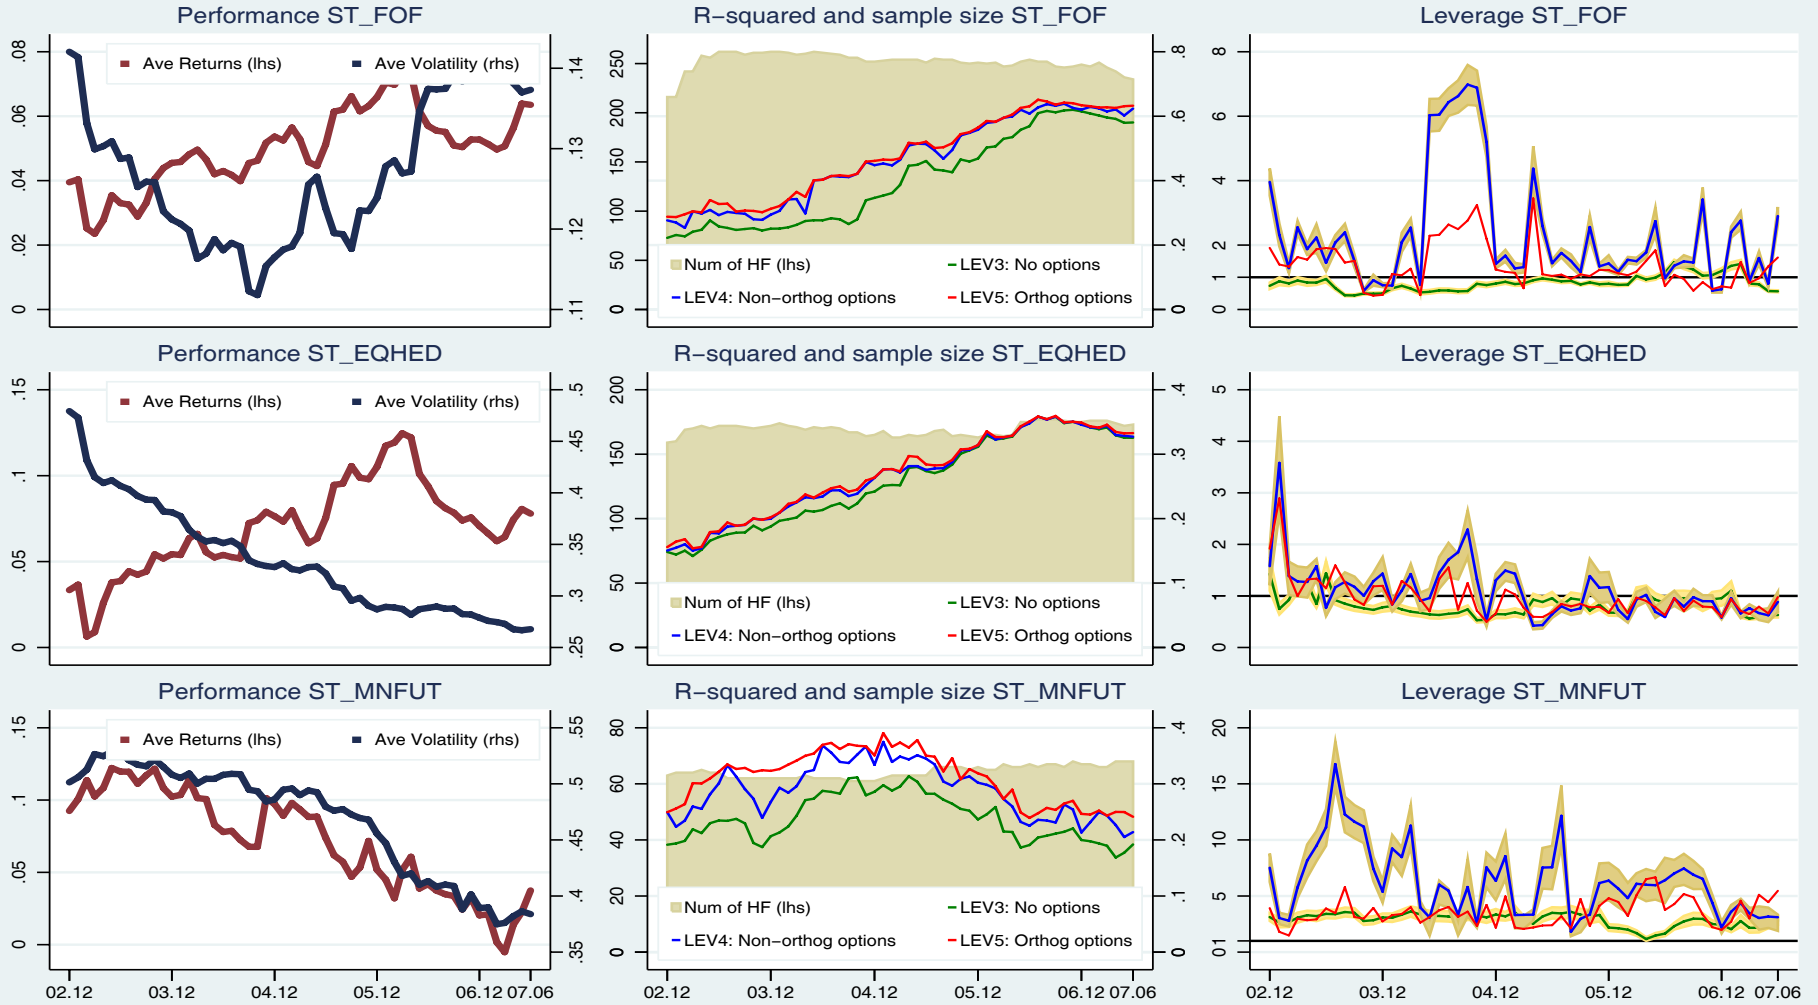 Performance ST_FOF
.08
.06
.04
.02
0
.14
.13
.12
.11
Ave Returns (lhs)
Ave Volatility (rhs)
R−squared and sample size ST_FOF
250
200
150
100
50
0
.8
.6
.4
.2
0
Num of HF (lhs)
LEV3: No options
LEV4: Non−orthog options
LEV5: Orthog options
Leverage ST_FOF
8
6
4
2
1
0
Performance ST_EQHED
.15
.1
.05
0
.5
.45
.4
.35
.3
.25
Ave Returns (lhs)
Ave Volatility (rhs)
R−squared and sample size ST_EQHED
200
150
100
50
0
.4
.3
.2
.1
0
Num of HF (lhs)
LEV3: No options
LEV4: Non−orthog options
LEV5: Orthog options
Leverage ST_EQHED
5
4
3
2
1
0
Performance ST_MNFUT
.15
.1
.05
0
.55
.5
.45
.4
.35
Ave Returns (lhs)
Ave Volatility (rhs)
02.12 03.12 04.12 05.12 06.12 07.06
R−squared and sample size ST_MNFUT
80
60
40
20
0
.4
.3
.2
.1
0
Num of HF (lhs)
LEV3: No options
LEV4: Non−orthog options
LEV5: Orthog options
02.12 03.12 04.12 05.12 06.12 07.06
Leverage ST_MNFUT
20
15
10
5
1
0
02.12 03.12 04.12 05.12 06.12 07.06